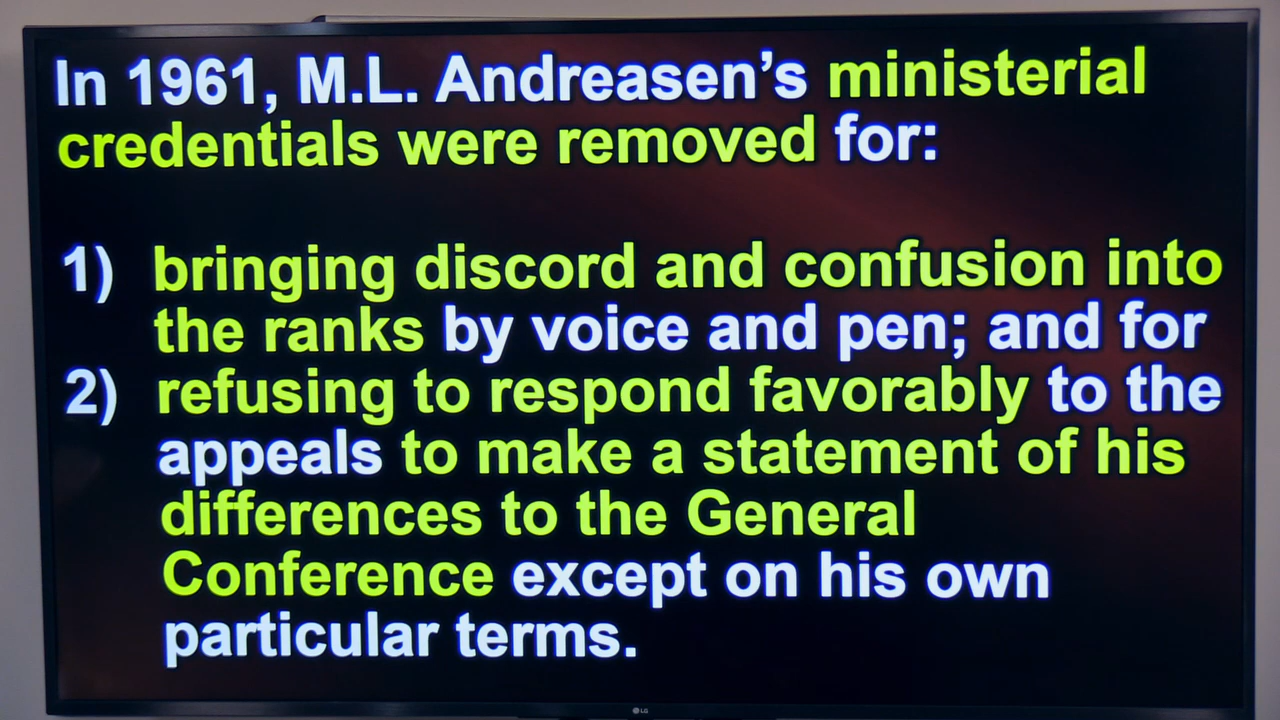 In 1961, M.L. Andreasen’s ministerial
credentials were removed for:
1) bringing discord and confusion into
the ranks by voice and pen; and for
2) refusing to respond favorably to the
appeals to make a statement of his
differences to the General
Conference except on his own
particular terms.
LG